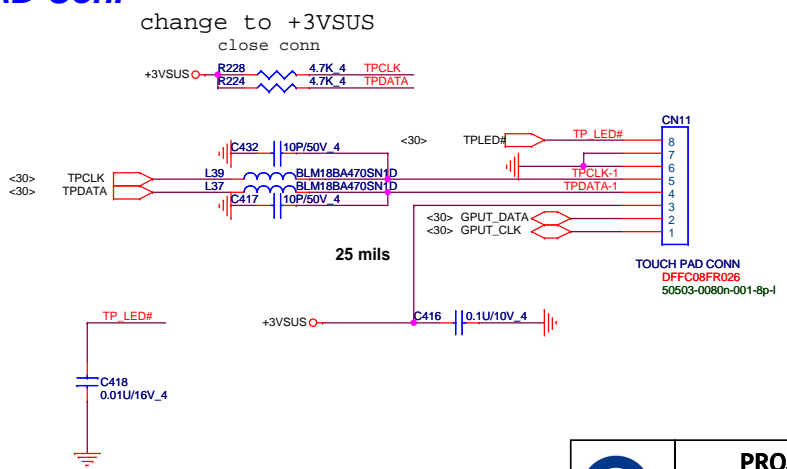 change to +3VSUS
close conn
+3VSUS
R228 4.7K_4 TPCLK
R224 4.7K_4 TPDATA
CN11
C432 10P/50V_4
<30> TPLED# TP_LED# 8
7
6
<30> TPCLK L39 BLM18BA470SN1D TPCLK-1 5
<30> TPDATA L37 BLM18BA470SN1D TPDATA-1 4
C417 10P/50V_4 3
<30> GPUT_DATA 2
<30> GPUT_CLK 1
25 mils
TOUCH PAD CONN
DFFC08FR026
50503-0080n-001-8p-l
TP_LED#
+3VSUS C416 0.1U/10V_4
C418
0.01U/16V_4